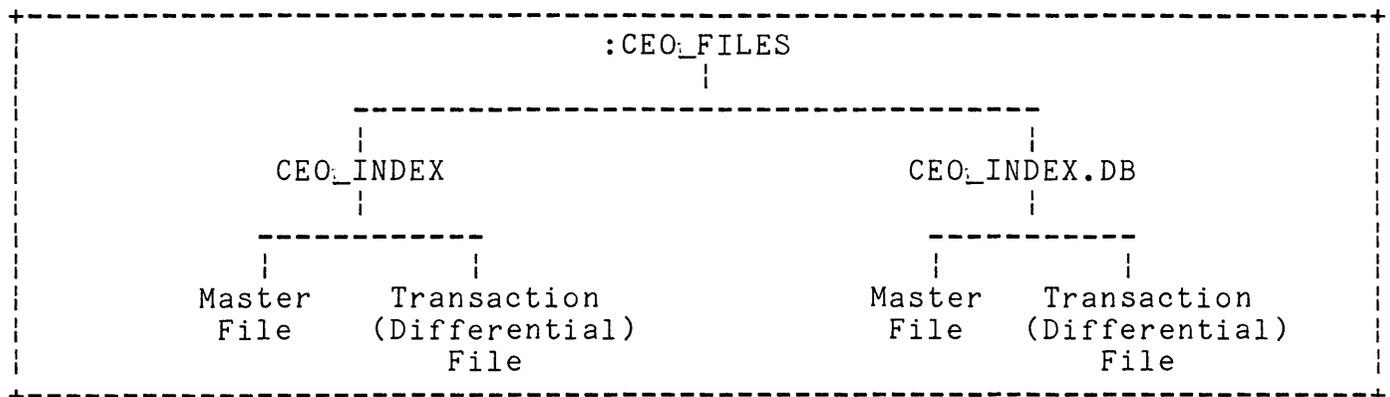 :CEO_FILES
CEO_INDEX CEO_INDEX.DB
Master Transaction Master Transaction
File (Differential) File (Differential)
File File